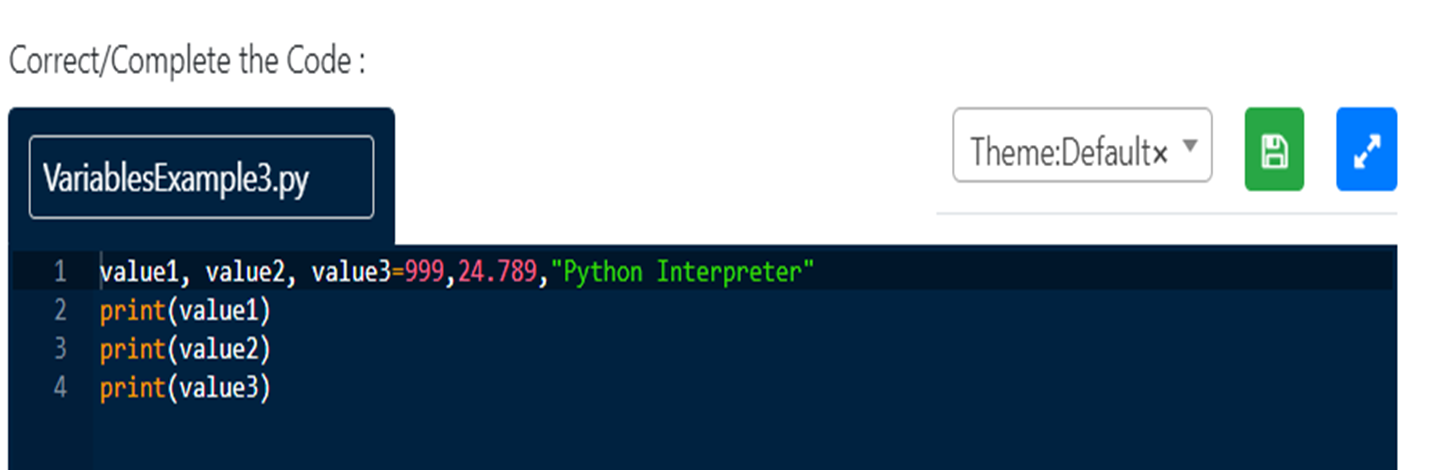 Correct/Complete the Code :
VariablesExample3.py
Theme:Default×
1 value1, value2, value3=999,24.789,"Python Interpreter"
2 print(value1)
3 print(value2)
4 print(value3)